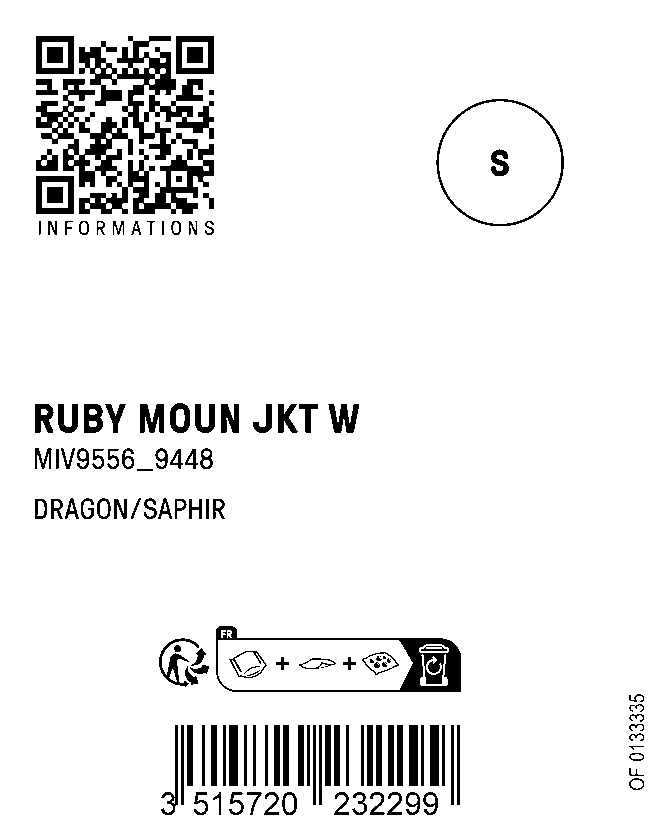 INFORMATIONS
S
RUBY MOUN JKT W
MIV9556_9448
DRAGON/SAPHIR
FR
3 515720 232299
OF 0133335